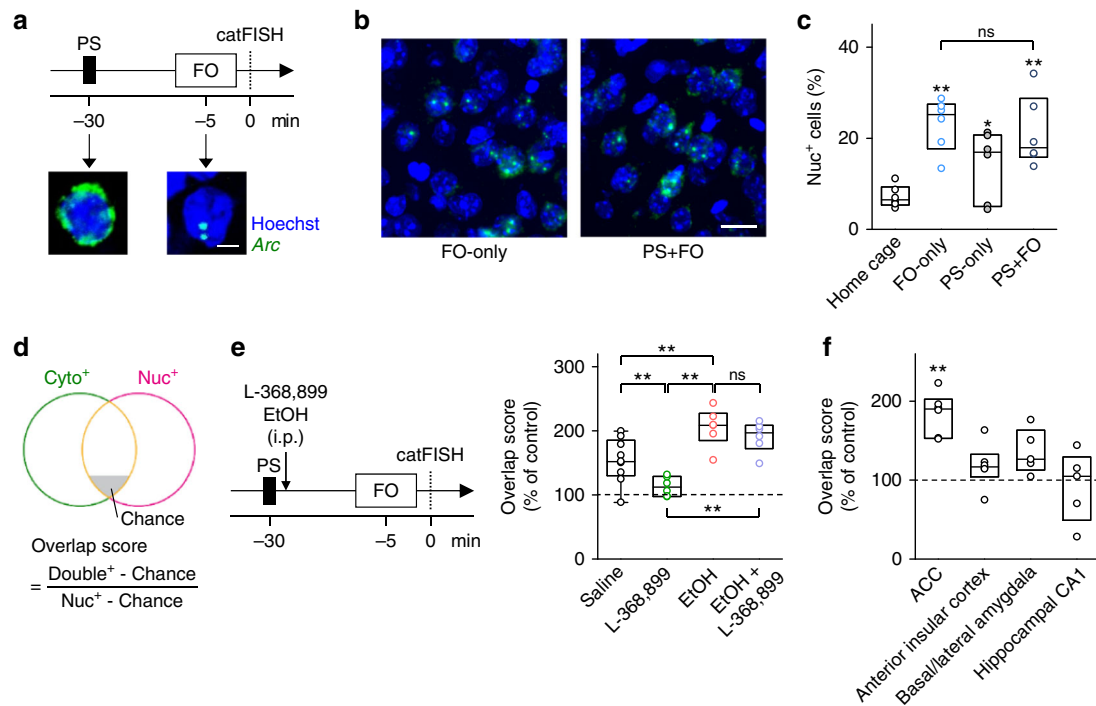 a
PS
catFISH
FO
–30
–5
0
min
Hoechst
Arc
b
FO-only
PS+FO
c
ns
**
*
**
Nuc⁺ cells (%)
40
20
0
Home cage
FO-only
PS-only
PS+FO
d
Cyto⁺
Nuc⁺
Chance
Overlap score
= Double⁺ - Chance
Nuc⁺ - Chance
e
L-368,899
EtOH
(i.p.)
PS
catFISH
FO
–30
–5
0
min
Overlap score
(% of control)
300
200
100
0
**
**
**
ns
**
Saline
L-368,899
EtOH
EtOH +
L-368,899
f
**
Overlap score
(% of control)
200
100
0
ACC
Anterior insular cortex
Basal/lateral amygdala
Hippocampal CA1